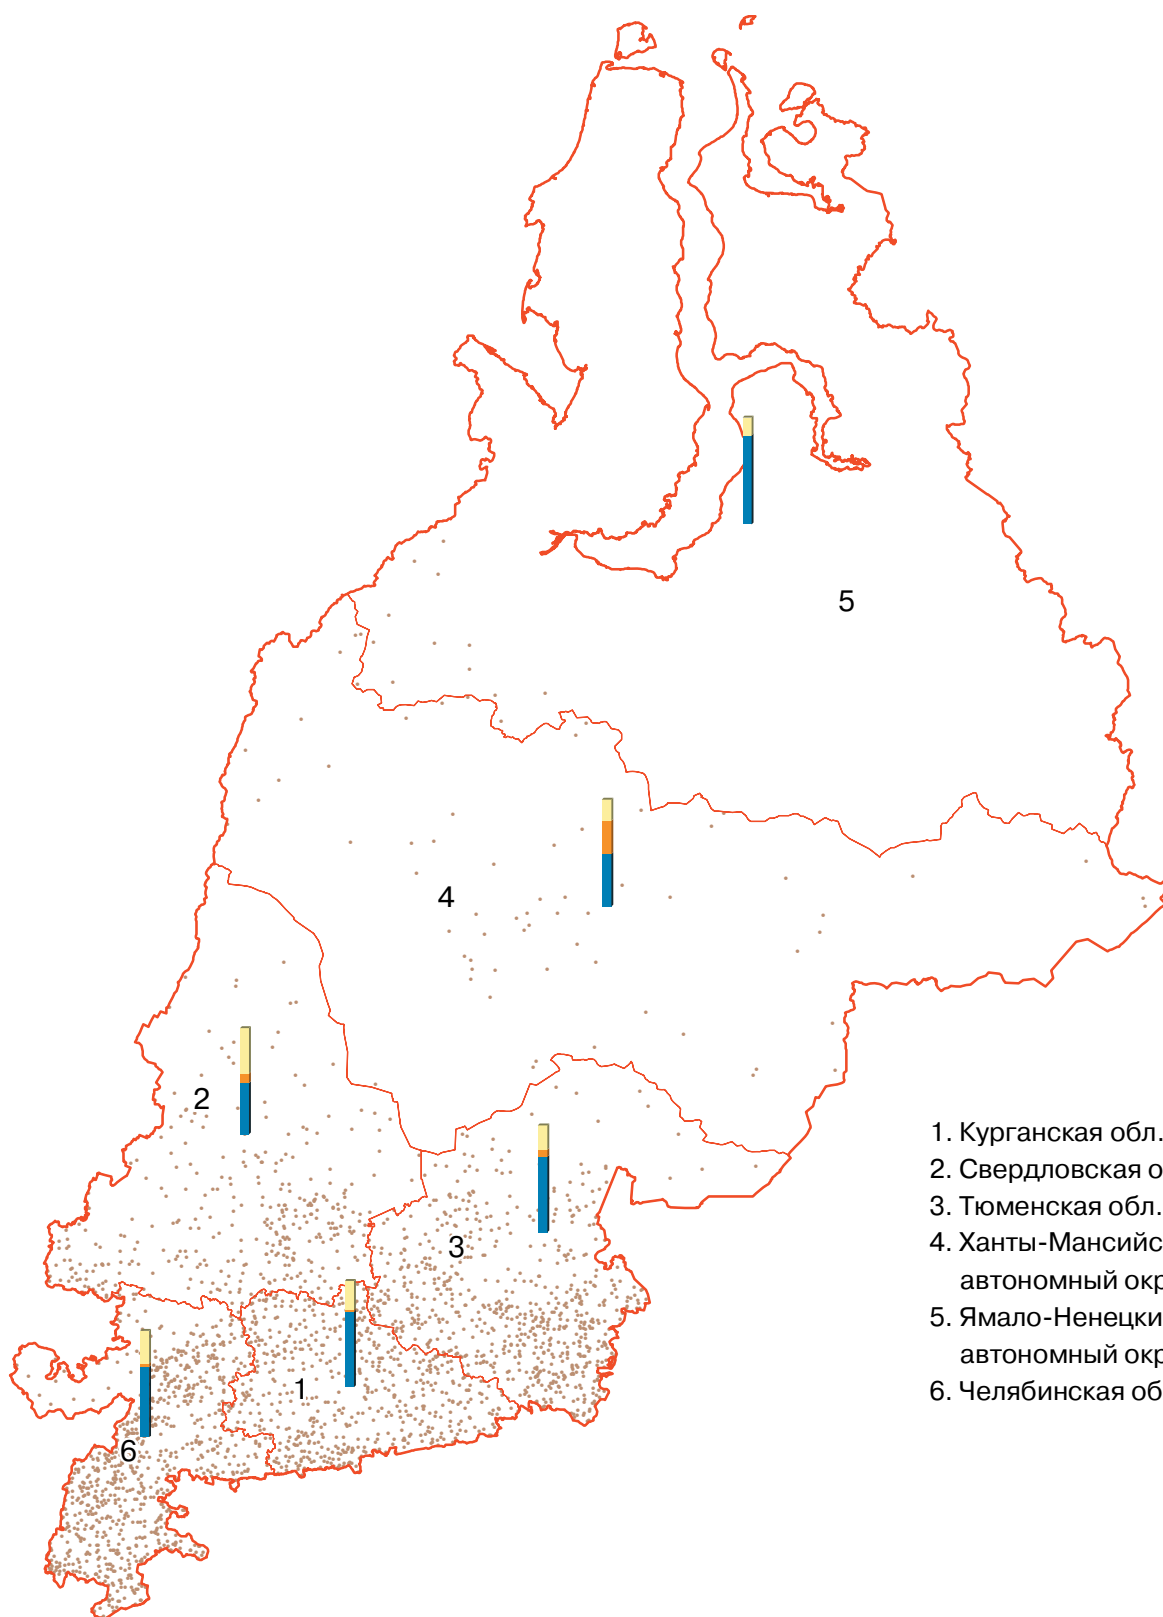 5
4
2
3
1
6
1. Курганская обл.
2. Свердловская о
3. Тюменская обл.
4. Ханты-Мансийс
автономный окр
5. Ямало-Ненецки
автономный окр
6. Челябинская об